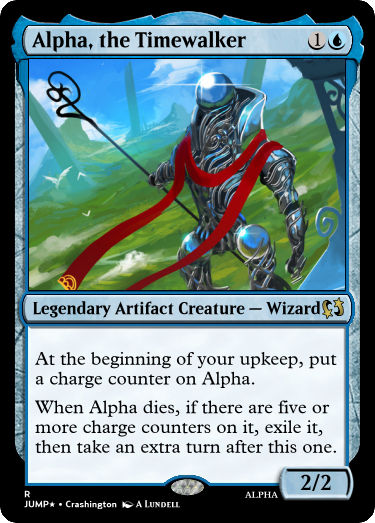 Alpha, the Timewalker 1
Legendary Artifact Creature — Wizard
At the beginning of your upkeep, put
a charge counter on Alpha.
When Alpha dies, if there are five or
more charge counters on it, exile it,
then take an extra turn after this one.
2/2
R
ALPHA
JUMP★ • Crashington A LUNDELL